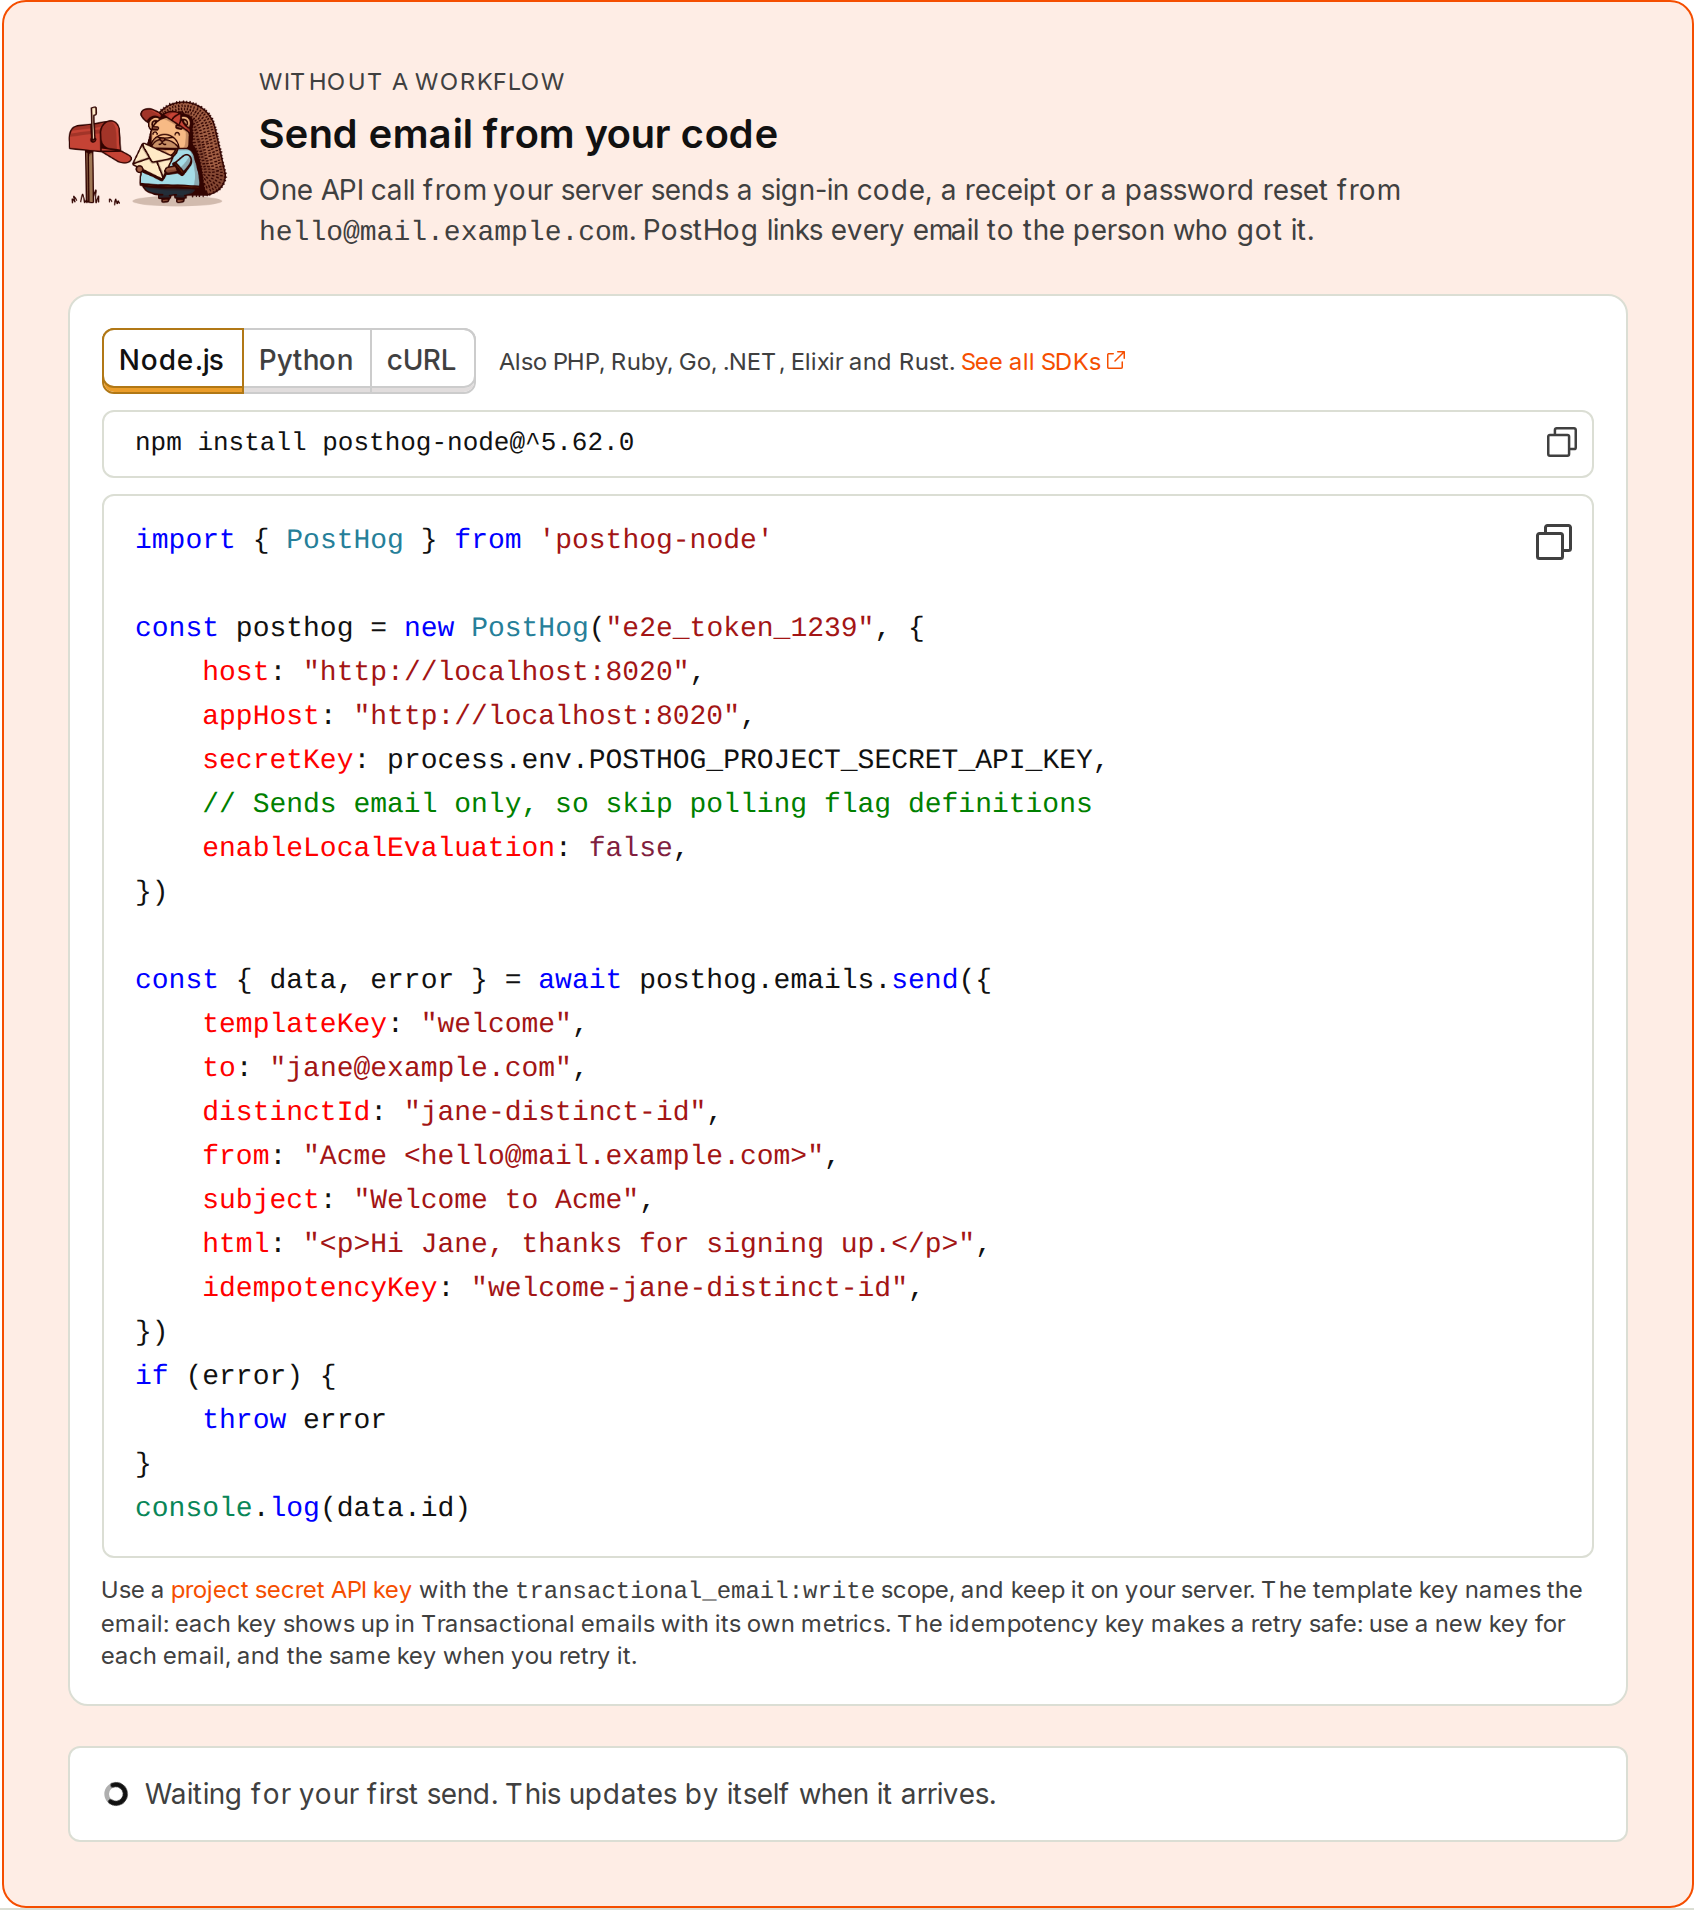 WITHOUT A WORKFLOW
Send email from your code
One API call from your server sends a sign-in code, a receipt or a password reset from
hello@mail.example.com. PostHog links every email to the person who got it.
Node.js Python cURL Also PHP, Ruby, Go, .NET, Elixir and Rust. See all SDKs
npm install posthog-node@^5.62.0
import { PostHog } from 'posthog-node'
const posthog = new PostHog("e2e_token_1239", {
    host: "http://localhost:8020",
    appHost: "http://localhost:8020",
    secretKey: process.env.POSTHOG_PROJECT_SECRET_API_KEY,
    // Sends email only, so skip polling flag definitions
    enableLocalEvaluation: false,
})
const { data, error } = await posthog.emails.send({
    templateKey: "welcome",
    to: "jane@example.com",
    distinctId: "jane-distinct-id",
    from: "Acme <hello@mail.example.com>",
    subject: "Welcome to Acme",
    html: "<p>Hi Jane, thanks for signing up.</p>",
    idempotencyKey: "welcome-jane-distinct-id",
})
if (error) {
    throw error
}
console.log(data.id)
Use a project secret API key with the transactional_email:write scope, and keep it on your server. The template key names the
email: each key shows up in Transactional emails with its own metrics. The idempotency key makes a retry safe: use a new key for
each email, and the same key when you retry it.
Waiting for your first send. This updates by itself when it arrives.